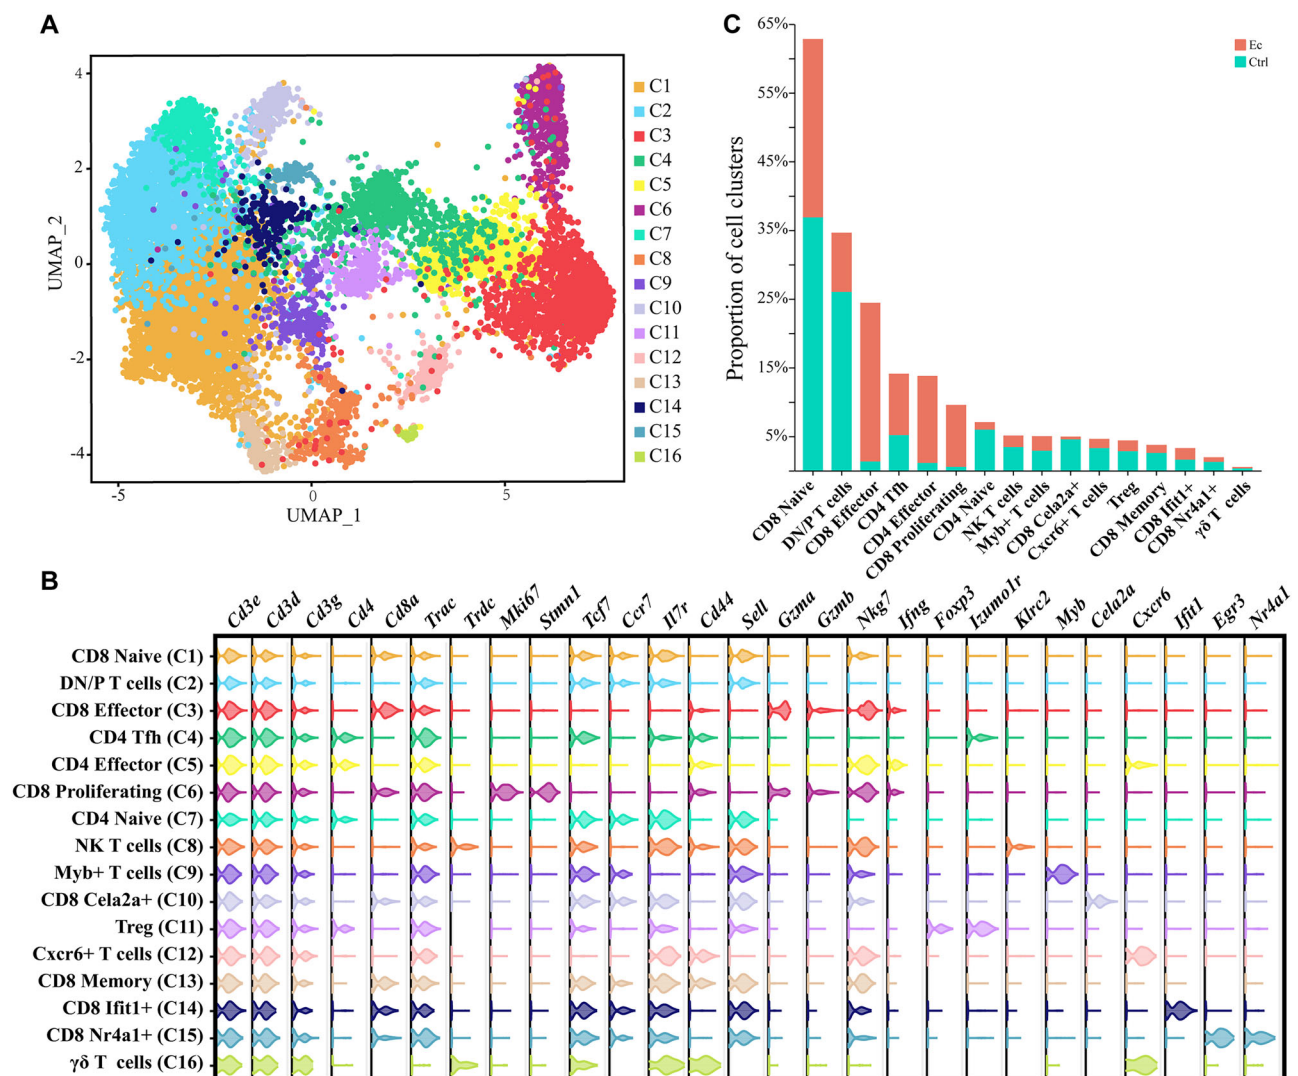 A
4
2
0
-2
-4
UMAP_2
-5
0
5
UMAP_1
C1
C2
C3
C4
C5
C6
C7
C8
C9
C10
C11
C12
C13
C14
C15
C16
C
65%
55%
45%
35%
25%
15%
5%
Proportion of cell clusters
Ec
Ctrl
CD8 Naive
DN/P T cells
CD8 Effector
CD4 Tfh
CD4 Effector
CD8 Proliferating
CD4 Naive
NK T cells
Myb+ T cells
CD8 Cela2a+
Cxcr6+ T cells
Treg
CD8 Memory
CD8 Ifit1+
CD8 Nr4a1+
γδ T cells
B
Cd3e
Cd3d
Cd3g
Cd4
Cd8a
Trac
Trdc
Mki67
Stmn1
Tcf7
Ccr7
Il7r
Cd44
Sell
Gzma
Gzmb
Nkg7
Ifng
Foxp3
Izumo1r
Klrc2
Myb
Cela2a
Cxcr6
Ifit1
Egr3
Nr4a1
CD8 Naive (C1)
DN/P T cells (C2)
CD8 Effector (C3)
CD4 Tfh (C4)
CD4 Effector (C5)
CD8 Proliferating (C6)
CD4 Naive (C7)
NK T cells (C8)
Myb+ T cells (C9)
CD8 Cela2a+ (C10)
Treg (C11)
Cxcr6+ T cells (C12)
CD8 Memory (C13)
CD8 Ifit1+ (C14)
CD8 Nr4a1+ (C15)
γδ T cells (C16)